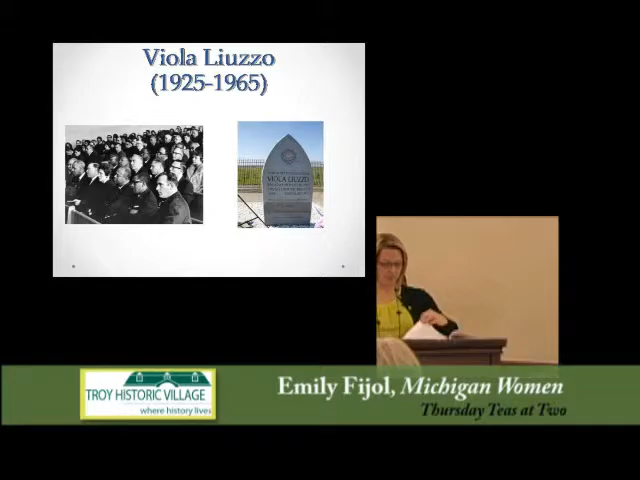 Viola Liuzzo
(1925-1965)
VIOLA LIUZZO
TROY HISTORIC VILLAGE
where history lives
Emily Fijol, Michigan Women
Thursday Teas at Two